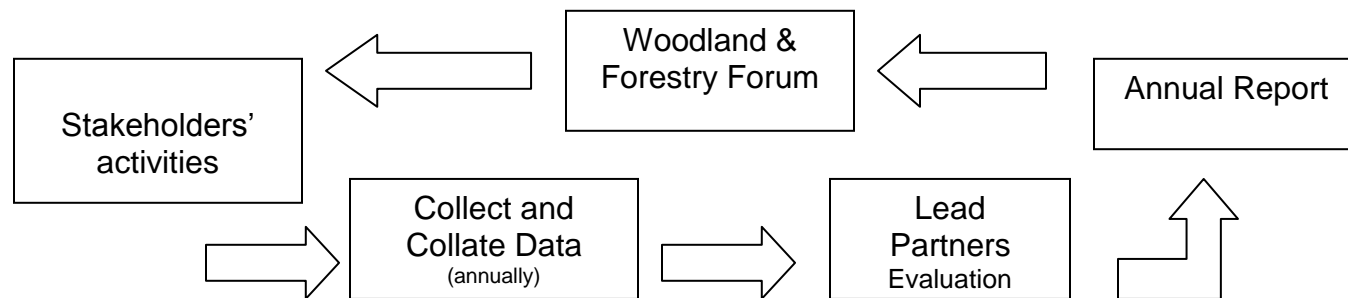 Woodland &
Forestry Forum
Annual Report
Stakeholders’
activities
Collect and
Collate Data
(annually)
Lead
Partners
Evaluation